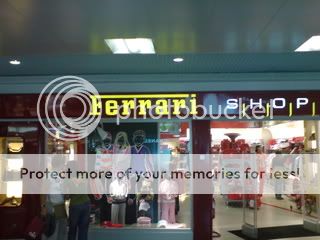 Ferrari SHOP
photobucket
Protect more of your memories for less!